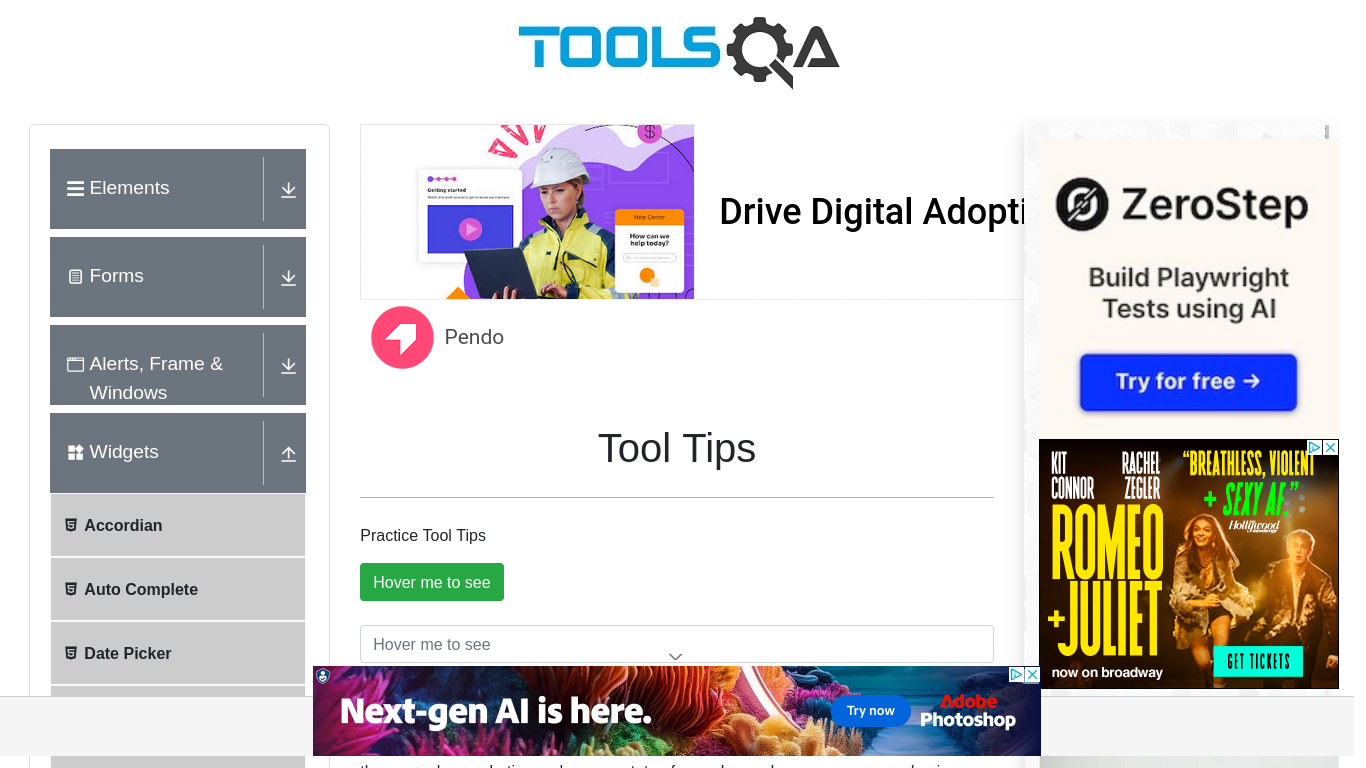 TOOLSQA
Elements
Forms
Alerts, Frame &
Windows
Widgets
Accordian
Auto Complete
Date Picker
Getting started
Help Center
How can we
help today?
Drive Digital Adopti
Pendo
Tool Tips
Practice Tool Tips
Hover me to see
Hover me to see
ZeroStep
Build Playwright
Tests using AI
Try for free →
KIT
CONNOR
RACHEL
ZEGLER
"BREATHLESS, VIOLENT
+ SEXY AF."
Hollywood
ROMEO
+JULIET
now on broadway
GET TICKETS
Next-gen AI is here.
Try now
Adobe
Photoshop